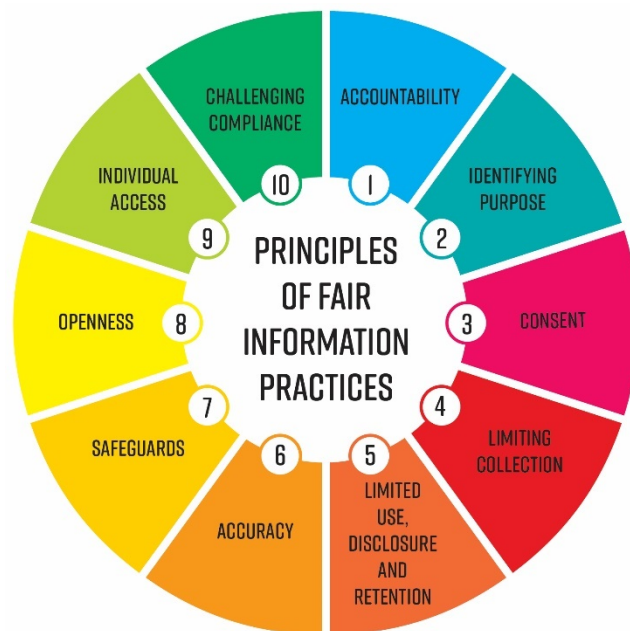 PRINCIPLES
OF FAIR
INFORMATION
PRACTICES
1
ACCOUNTABILITY
2
IDENTIFYING
PURPOSE
3
CONSENT
4
LIMITING
COLLECTION
5
LIMITED
USE,
DISCLOSURE
AND
RETENTION
6
ACCURACY
7
SAFEGUARDS
8
OPENNESS
9
INDIVIDUAL
ACCESS
10
CHALLENGING
COMPLIANCE